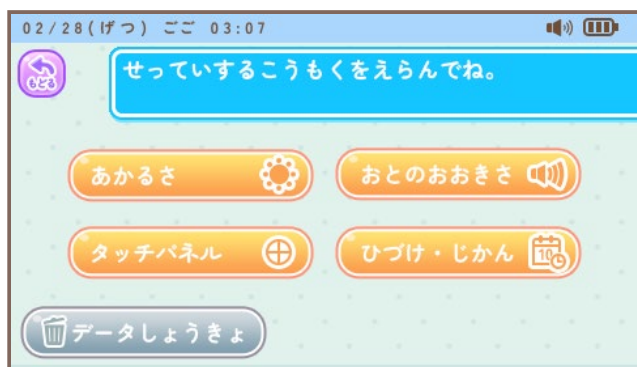 02/28(げつ) ごご 03:07
もどる
せっていするこうもくをえらんでね。
あかるさ
おとのおおきさ
タッチパネル
ひづけ・じかん
10
データしょうきょ